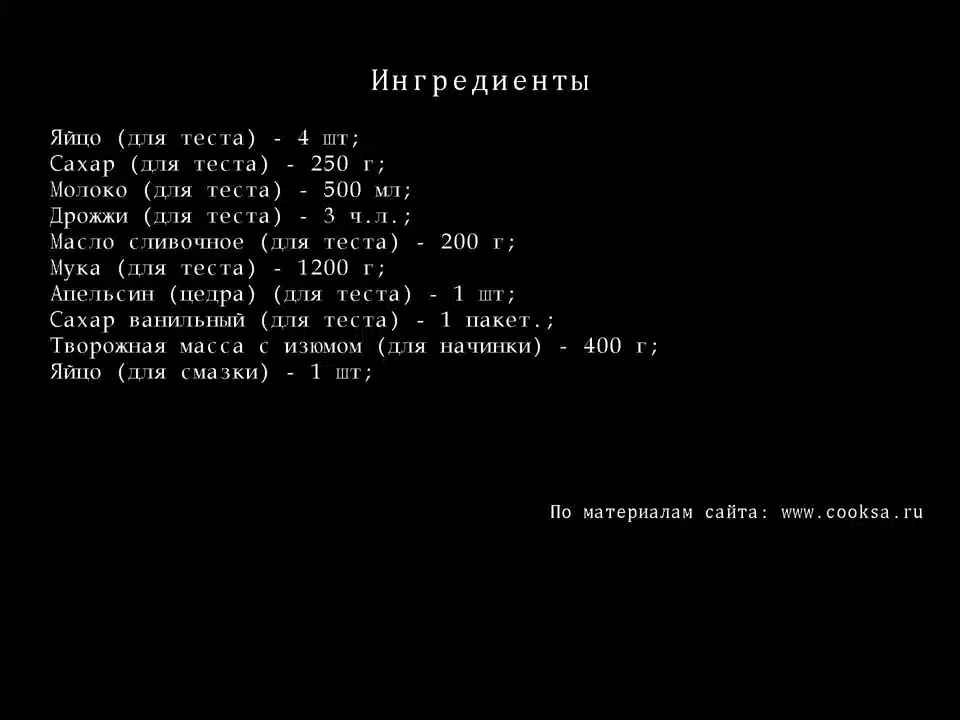 Ингредиенты
Яйцо (для теста) - 4 шт;
Сахар (для теста) - 250 г;
Молоко (для теста) - 500 мл;
Дрожжи (для теста) - 3 ч.л.;
Масло сливочное (для теста) - 200 г;
Мука (для теста) - 1200 г;
Апельсин (цедра) (для теста) - 1 шт;
Сахар ванильный (для теста) - 1 пакет.;
Творожная масса с изюмом (для начинки) - 400 г;
Яйцо (для смазки) - 1 шт;
По материалам сайта: www.cooksa.ru